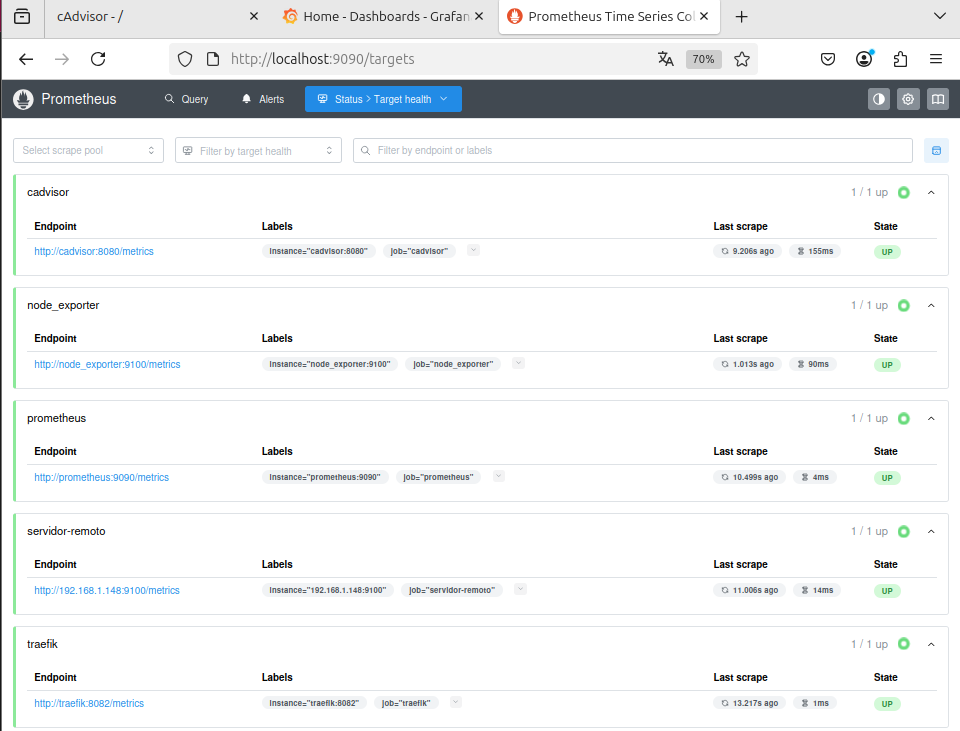 cAdvisor - /
Home - Dashboards - Grafan
Prometheus Time Series Col
http://localhost:9090/targets
70%
Prometheus Query Alerts Status > Target health
Select scrape pool Filter by target health Filter by endpoint or labels
cadvisor 1 / 1 up
Endpoint Labels Last scrape State
http://cadvisor:8080/metrics instance="cadvisor:8080" job="cadvisor" 9.206s ago 155ms UP
node_exporter 1 / 1 up
Endpoint Labels Last scrape State
http://node_exporter:9100/metrics instance="node_exporter:9100" job="node_exporter" 1.013s ago 90ms UP
prometheus 1 / 1 up
Endpoint Labels Last scrape State
http://prometheus:9090/metrics instance="prometheus:9090" job="prometheus" 10.499s ago 4ms UP
servidor-remoto 1 / 1 up
Endpoint Labels Last scrape State
http://192.168.1.148:9100/metrics instance="192.168.1.148:9100" job="servidor-remoto" 11.006s ago 14ms UP
traefik 1 / 1 up
Endpoint Labels Last scrape State
http://traefik:8082/metrics instance="traefik:8082" job="traefik" 13.217s ago 1ms UP